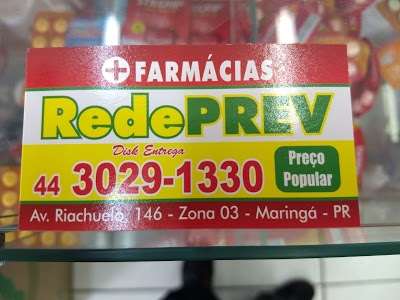 FARMÁCIAS
RedePREV
Disk Entrega
44 3029-1330
Preço
Popular
Av. Riachuelo, 146 - Zona 03 - Maringá - PR